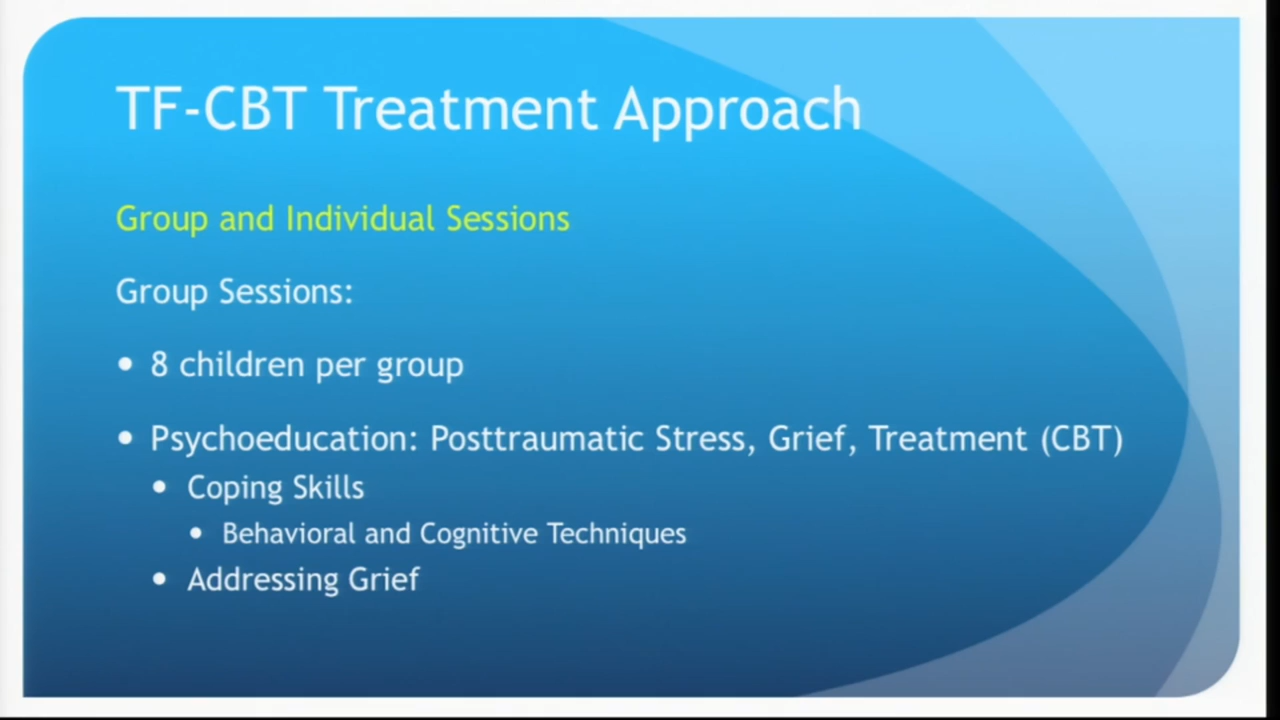 TF-CBT Treatment Approach
Group and Individual Sessions
Group Sessions:
• 8 children per group
• Psychoeducation: Posttraumatic Stress, Grief, Treatment (CBT)
• Coping Skills
• Behavioral and Cognitive Techniques
• Addressing Grief